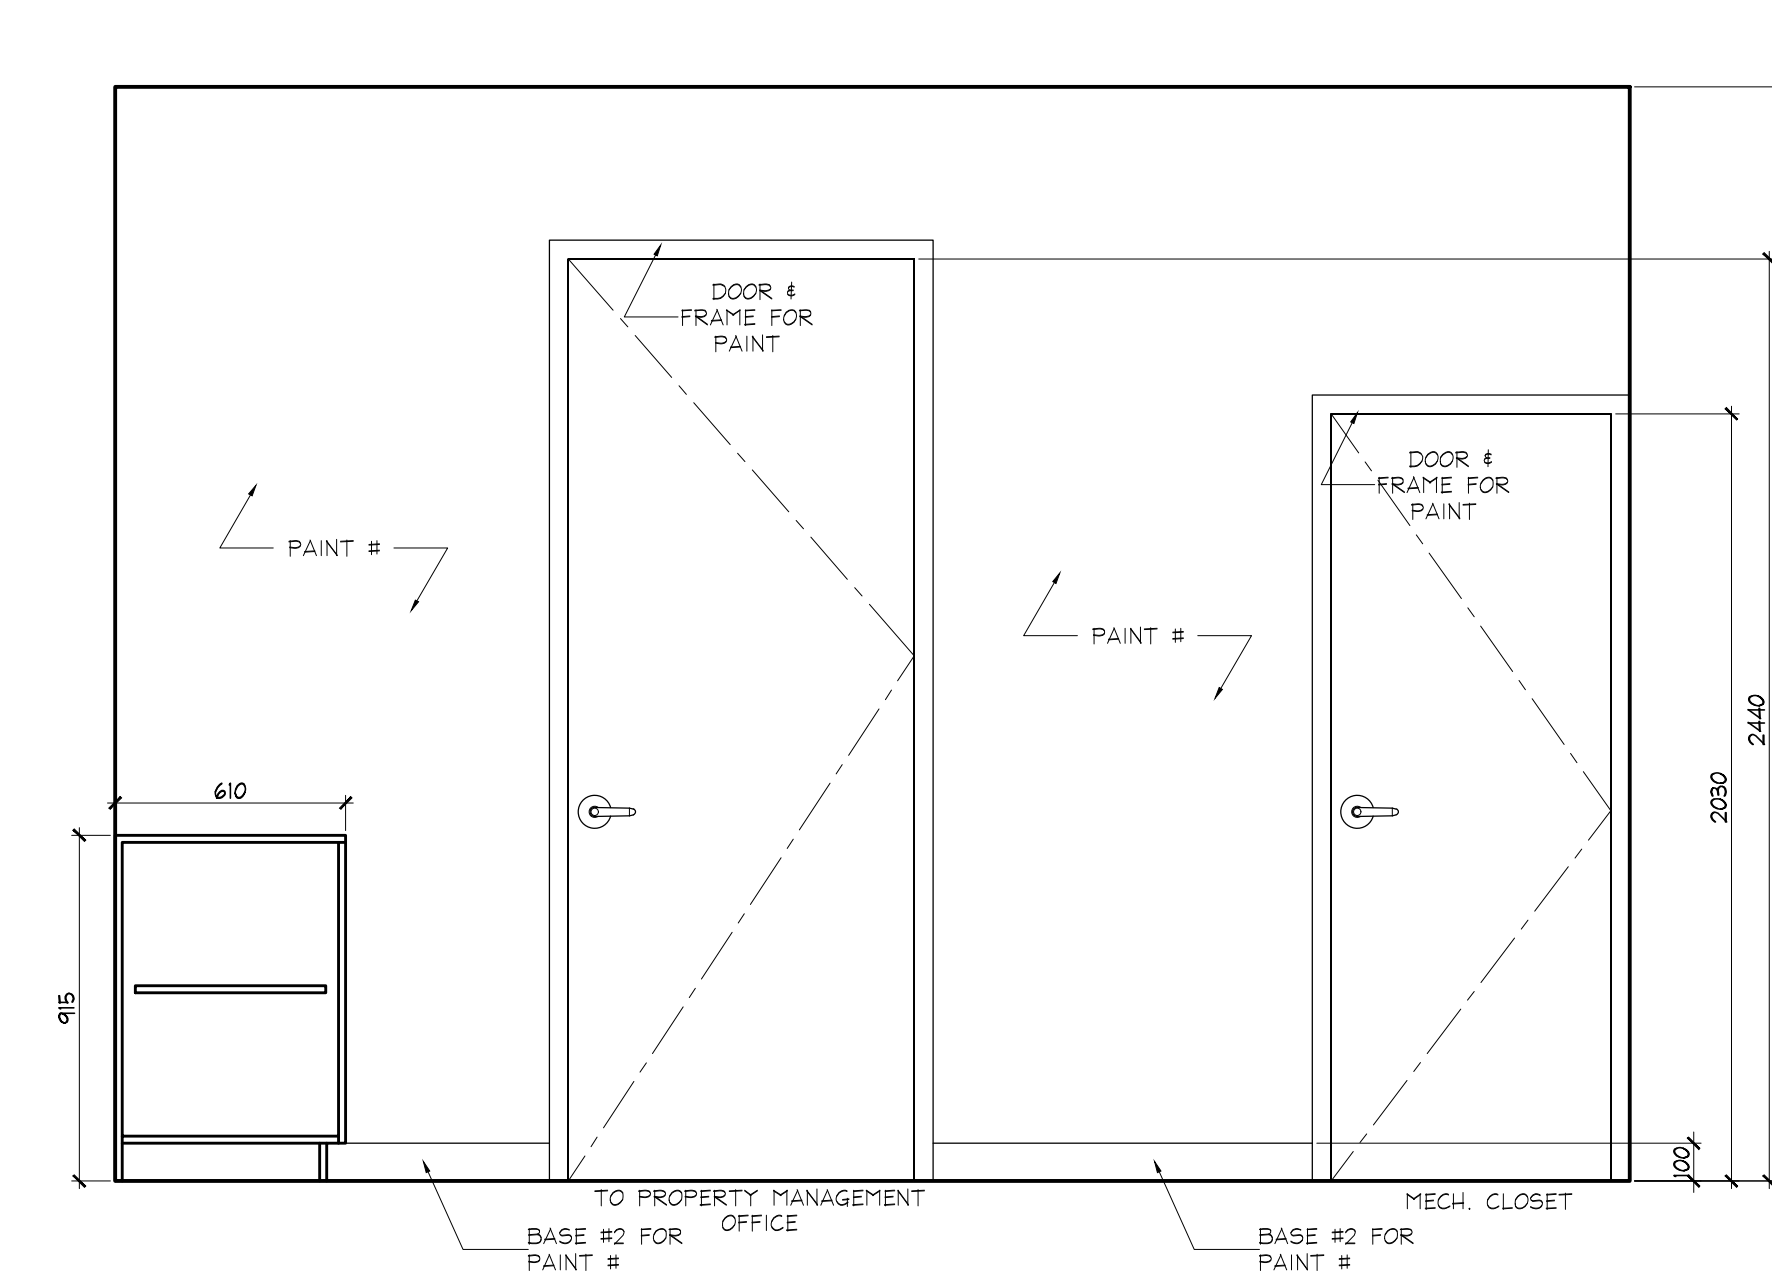 DOOR &
FRAME FOR
PAINT
DOOR &
FRAME FOR
PAINT
PAINT #
PAINT #
2440
2030
610
915
100
TO PROPERTY MANAGEMENT
OFFICE
MECH. CLOSET
BASE #2 FOR
PAINT #
BASE #2 FOR
PAINT #